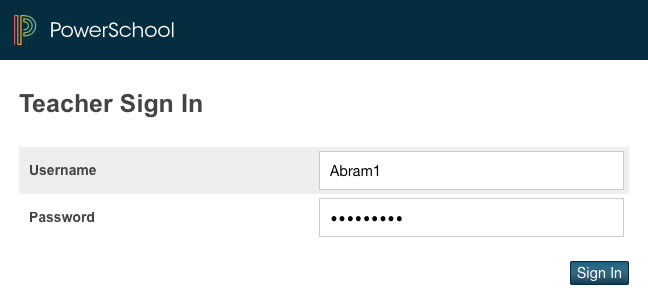 PowerSchool
Teacher Sign In
Username Abram1
Password •••••••••
Sign In